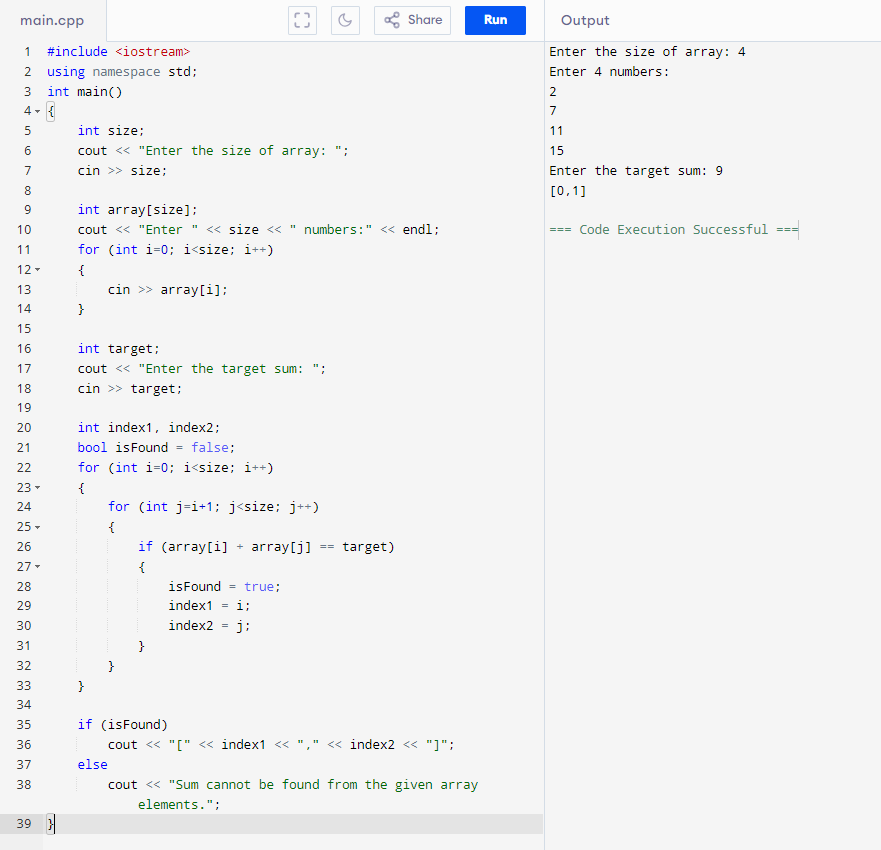 main.cpp
Share
Run
Output
1 #include <iostream>
2 using namespace std;
3 int main()
4 {
5     int size;
6     cout << "Enter the size of array: ";
7     cin >> size;
8
9     int array[size];
10     cout << "Enter " << size << " numbers:" << endl;
11     for (int i=0; i<size; i++)
12     {
13         cin >> array[i];
14     }
15
16     int target;
17     cout << "Enter the target sum: ";
18     cin >> target;
19
20     int index1, index2;
21     bool isFound = false;
22     for (int i=0; i<size; i++)
23     {
24         for (int j=i+1; j<size; j++)
25         {
26             if (array[i] + array[j] == target)
27             {
28                 isFound = true;
29                 index1 = i;
30                 index2 = j;
31             }
32         }
33     }
34
35     if (isFound)
36         cout << "[" << index1 << "," << index2 << "]";
37     else
38         cout << "Sum cannot be found from the given array
            elements.";
39 }
Enter the size of array: 4
Enter 4 numbers:
2
7
11
15
Enter the target sum: 9
[0,1]
=== Code Execution Successful ===